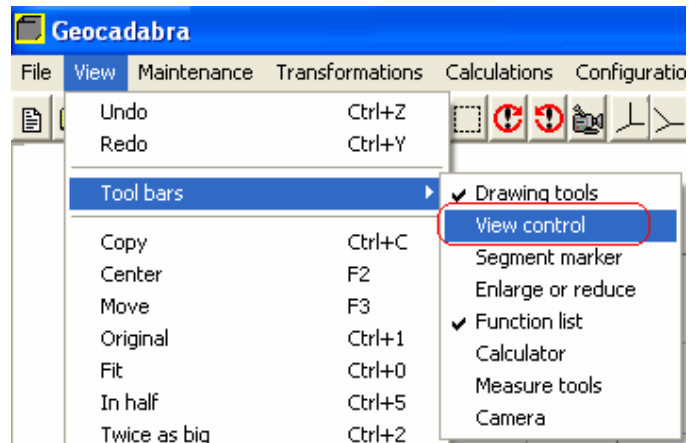 Geocadabra
File View Maintenance Transformations Calculations Configuratio
Undo Ctrl+Z
Redo Ctrl+Y
Tool bars
Copy Ctrl+C
Center F2
Move F3
Original Ctrl+1
Fit Ctrl+0
In half Ctrl+5
Twice as big Ctrl+2
Drawing tools
View control
Segment marker
Enlarge or reduce
Function list
Calculator
Measure tools
Camera